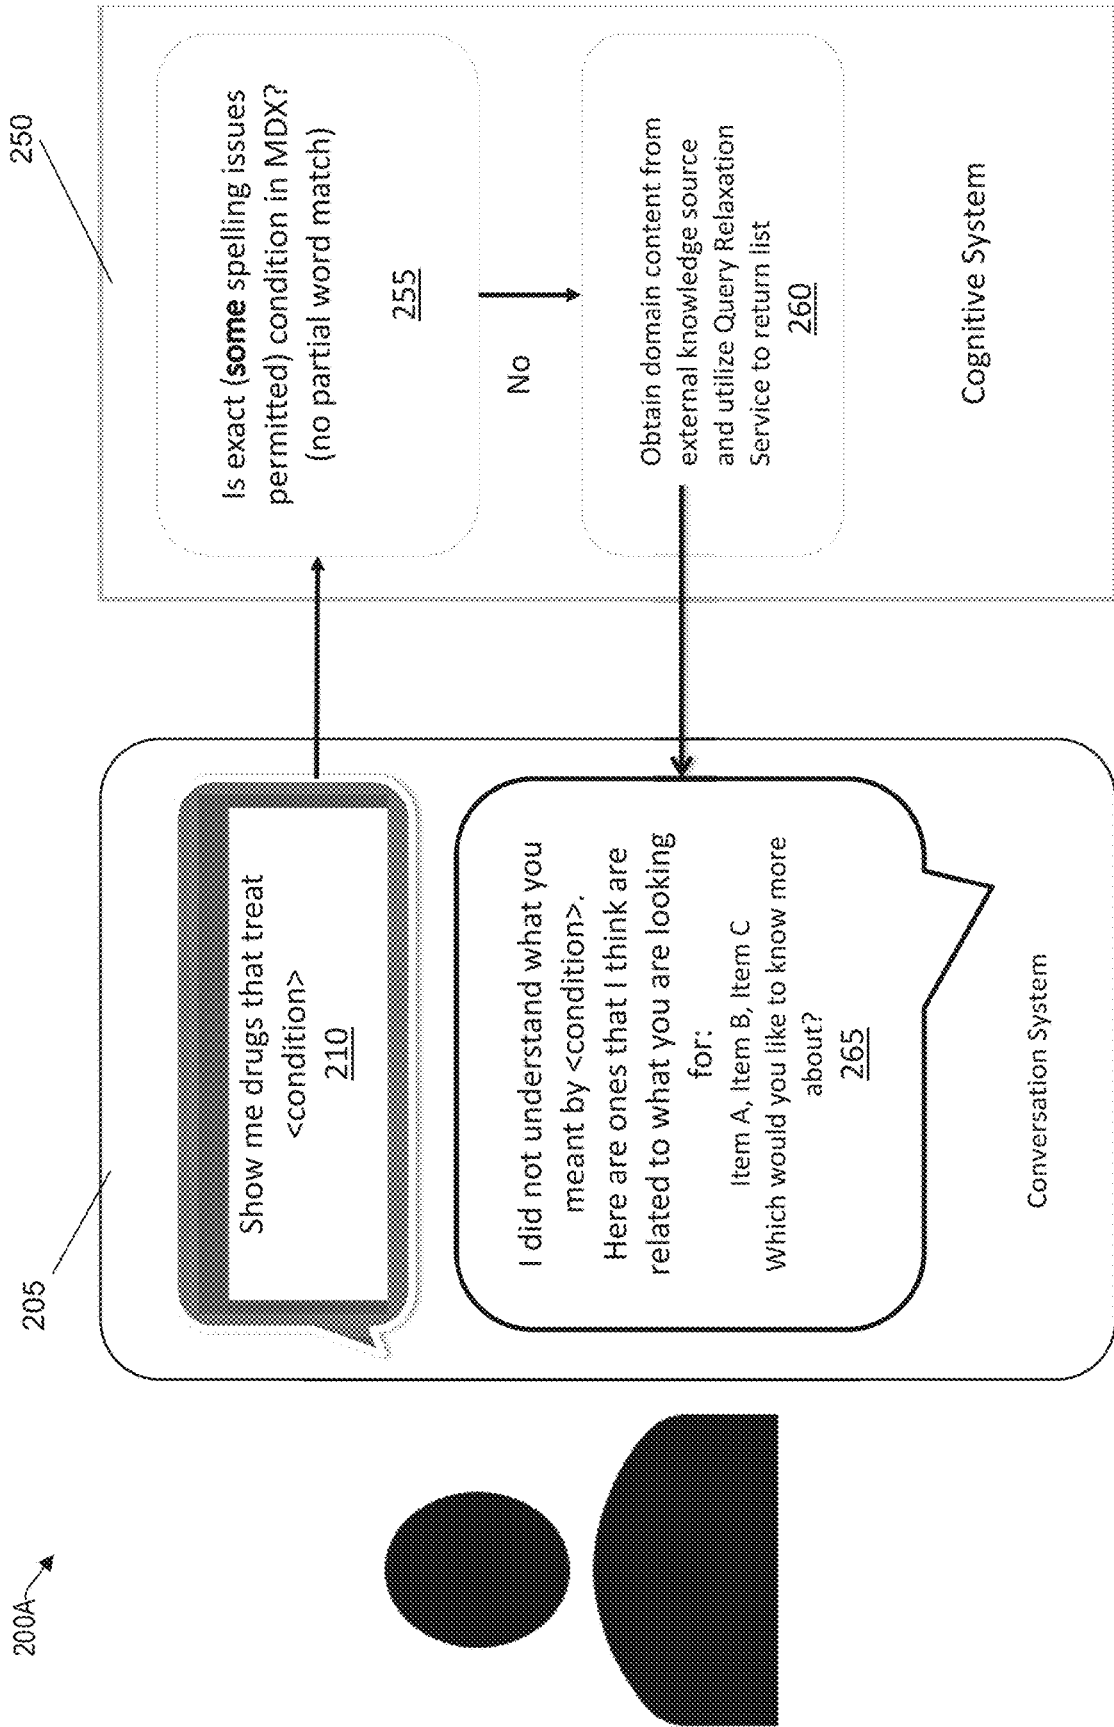 200A
205
250
Show me drugs that treat
<condition>
210
I did not understand what you
meant by <condition>.
Here are ones that I think are
related to what you are looking
for:
Item A, Item B, Item C
Which would you like to know more
about?
265
Conversation System
Is exact (some spelling issues
permitted) condition in MDX?
(no partial word match)
255
No
Obtain domain content from
external knowledge source
and utilize Query Relaxation
Service to return list
260
Cognitive System